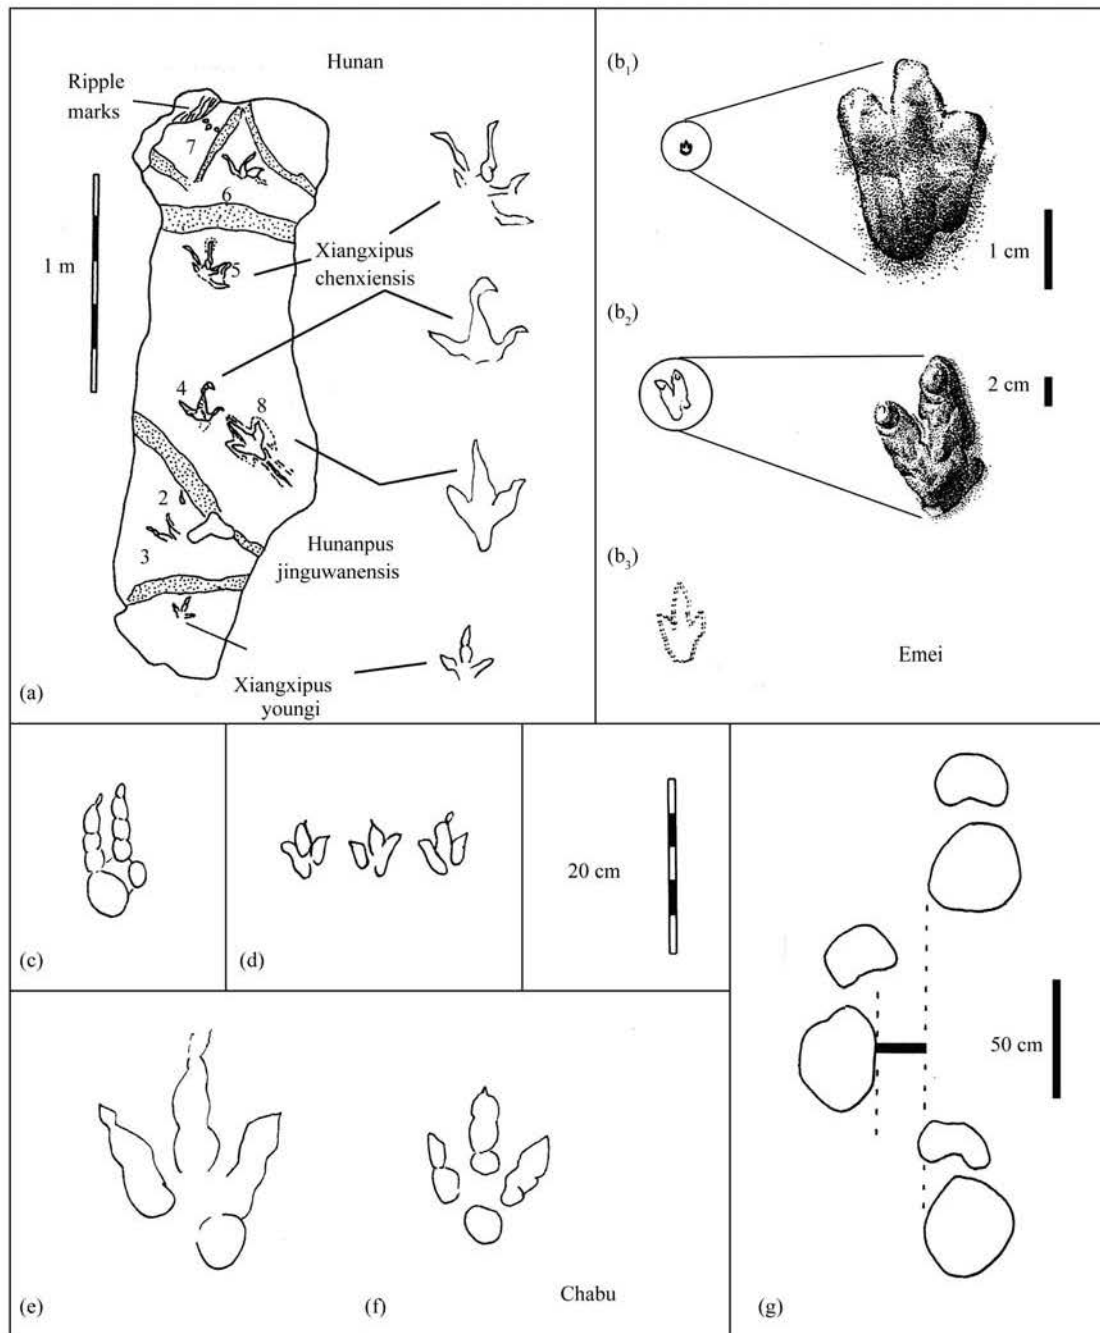 Hunan
Ripple
marks
7
6
1 m
5
Xiangxipus
chenxiensis
4
8
2
3
Hunanpus
jinguwanensis
Xiangxipus
youngi
(a)
(b1)
1 cm
(b2)
2 cm
(b3)
Emei
(c)
(d)
20 cm
(e)
(f)
Chabu
50 cm
(g)